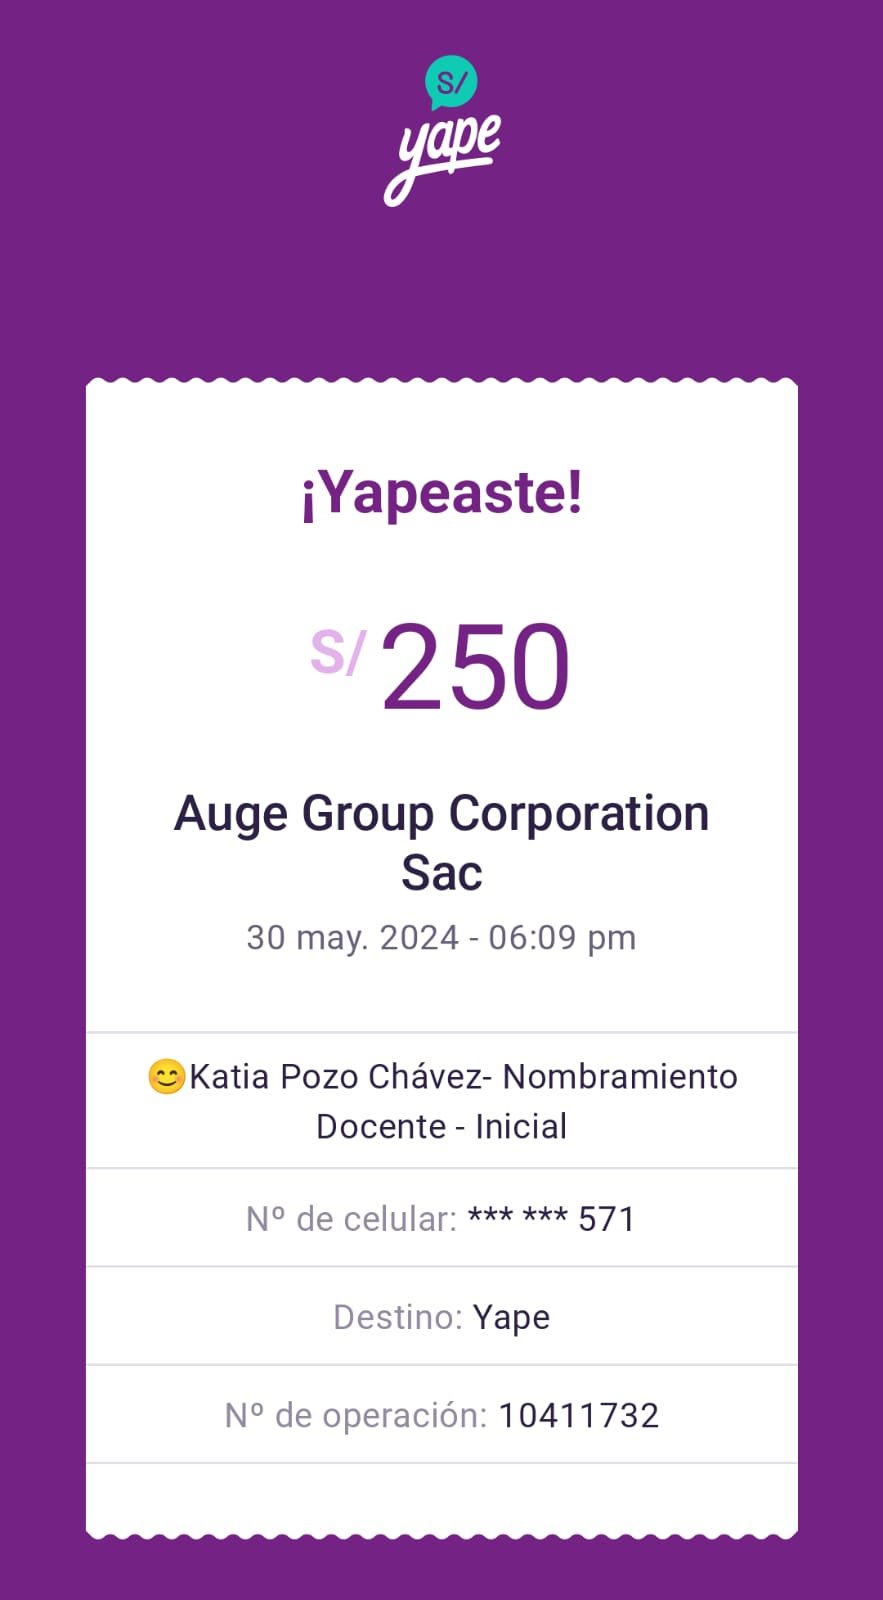 S/
yape
¡Yapeaste!
S/ 250
Auge Group Corporation
Sac
30 may. 2024 - 06:09 pm
😊Katia Pozo Chávez- Nombramiento
Docente - Inicial
Nº de celular: *** *** 571
Destino: Yape
Nº de operación: 10411732